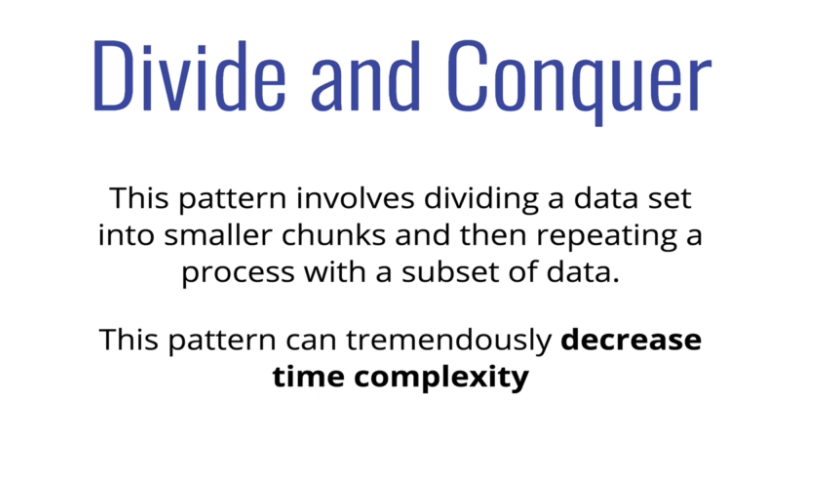 Divide and Conquer
This pattern involves dividing a data set
into smaller chunks and then repeating a
process with a subset of data.
This pattern can tremendously decrease
time complexity